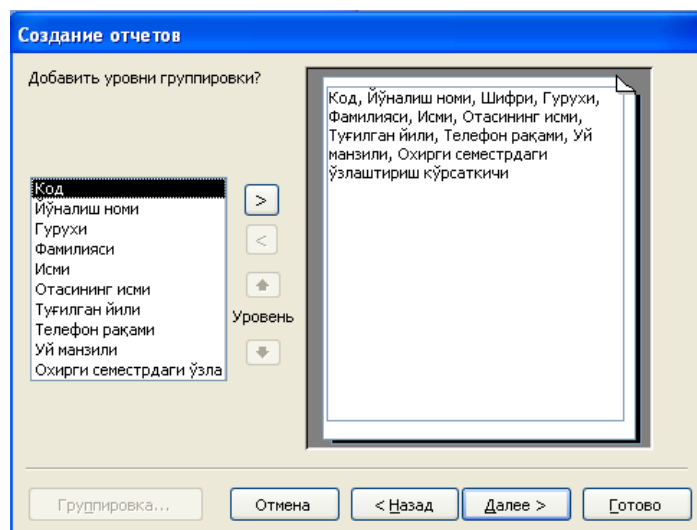 Создание отчетов
Добавить уровни группировки?
Код
Йўналиш номи
Гурухи
Фамилияси
Исми
Отасининг исми
Туғилган йили
Телефон рақами
Уй манзили
Охирги семестрдаги ўзла
>
<
Уровень
Код, Йўналиш номи, Шифри, Гурухи,
Фамилияси, Исми, Отасининг исми,
Туғилган йили, Телефон рақами, Уй
манзили, Охирги семестрдаги
ўзлаштириш кўрсаткичи
Группировка...
Отмена
< Назад
Далее >
Готово